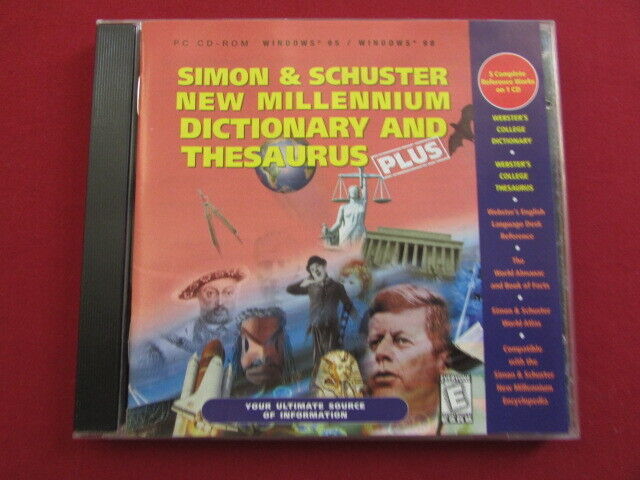 PC CD-ROM WINDOWS® 95 / WINDOWS® 98
SIMON & SCHUSTER
NEW MILLENNIUM
DICTIONARY AND
THESAURUS PLUS
5 Complete
Reference Works
on 1 CD
WEBSTER'S
COLLEGE
DICTIONARY
•
WEBSTER'S
COLLEGE
THESAURUS
•
Webster's English
Language Desk
Reference
•
The
World Almanac
and Book of Facts
•
Simon & Schuster
World Atlas
•
Compatible
with the
Simon & Schuster
New Millennium
Encyclopedia
E
YOUR ULTIMATE SOURCE
OF INFORMATION